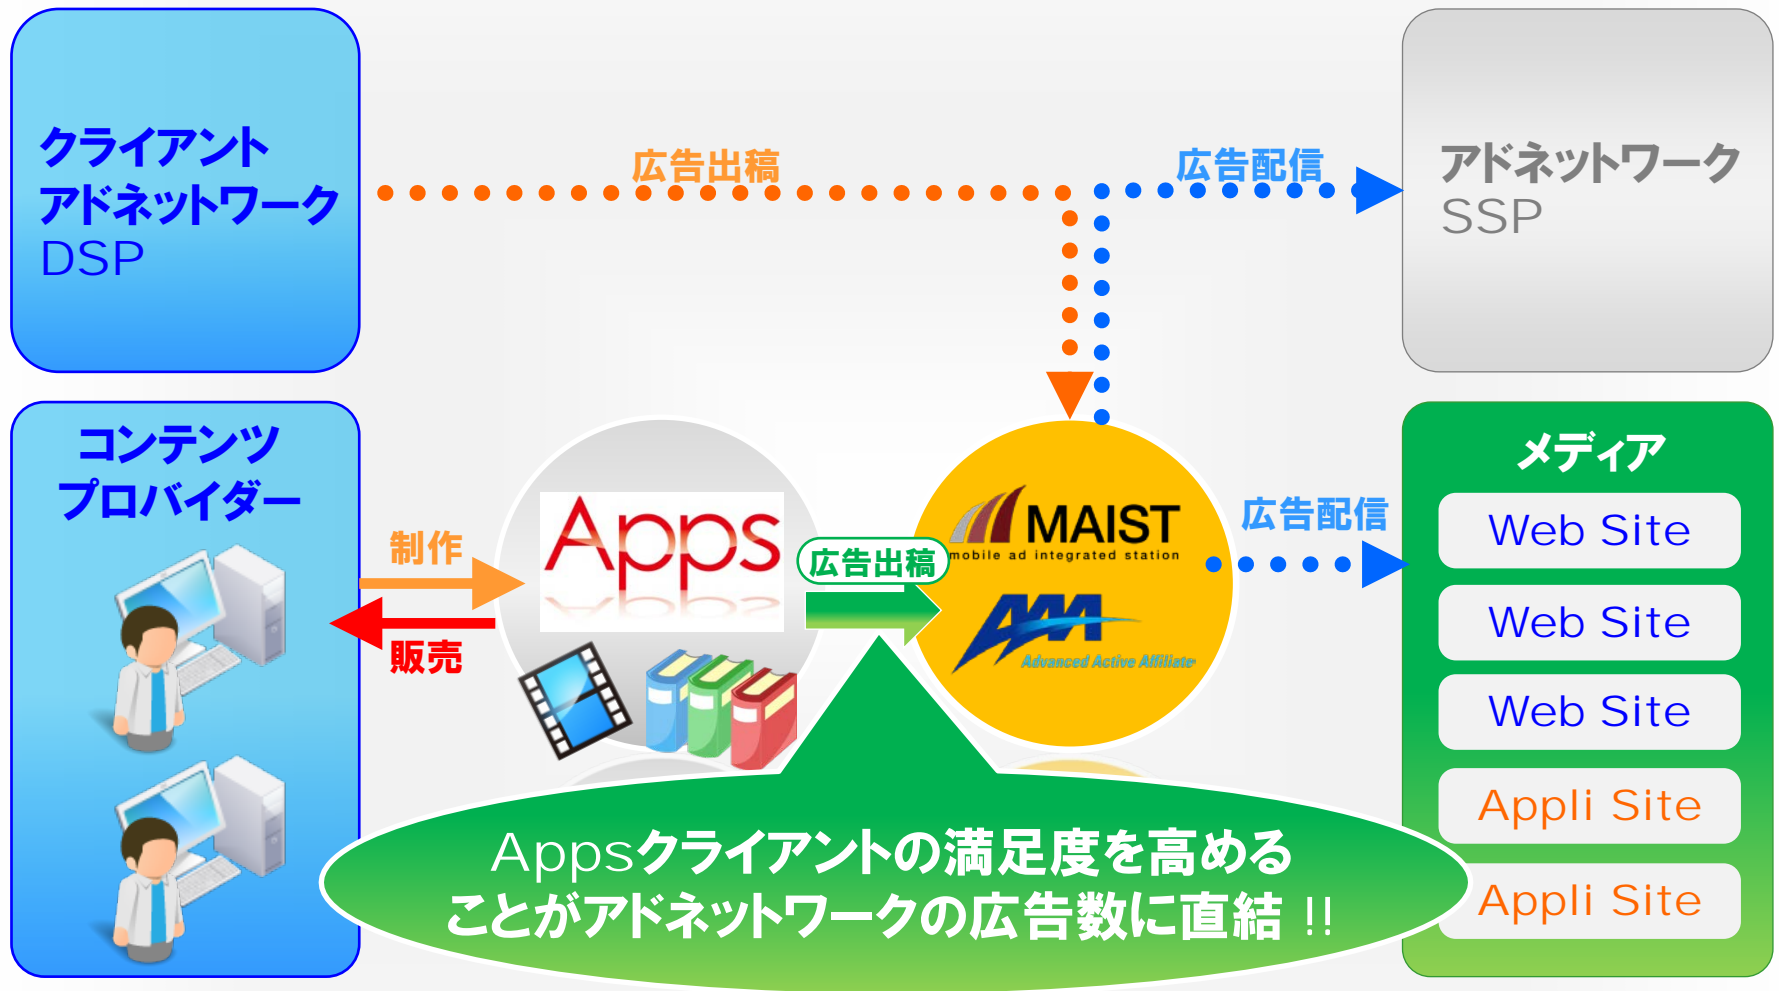 クライアント
アドネットワーク
DSP
広告出稿
広告配信
アドネットワーク
SSP
コンテンツ
プロバイダー
制作
販売
Apps
広告出稿
MAIST
mobile ad integrated station
AAA
Advanced Active Affiliate
広告配信
メディア
Web Site
Web Site
Web Site
Appli Site
Appli Site
Appsクライアントの満足度を高める
ことがアドネットワークの広告数に直結 !!